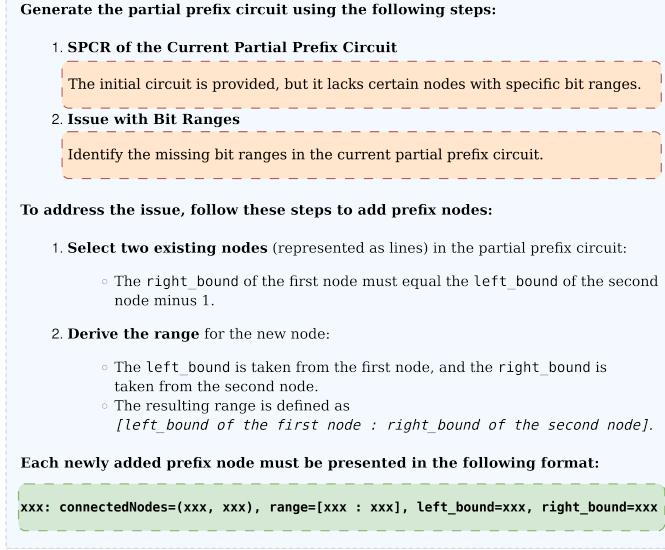 Generate the partial prefix circuit using the following steps:
1. SPCR of the Current Partial Prefix Circuit
The initial circuit is provided, but it lacks certain nodes with specific bit ranges.
2. Issue with Bit Ranges
Identify the missing bit ranges in the current partial prefix circuit.
To address the issue, follow these steps to add prefix nodes:
1. Select two existing nodes (represented as lines) in the partial prefix circuit:
◦ The right_bound of the first node must equal the left_bound of the second
node minus 1.
2. Derive the range for the new node:
◦ The left_bound is taken from the first node, and the right_bound is
taken from the second node.
◦ The resulting range is defined as
[left_bound of the first node : right_bound of the second node].
Each newly added prefix node must be presented in the following format:
xxx: connectedNodes=(xxx, xxx), range=[xxx : xxx], left_bound=xxx, right_bound=xxx